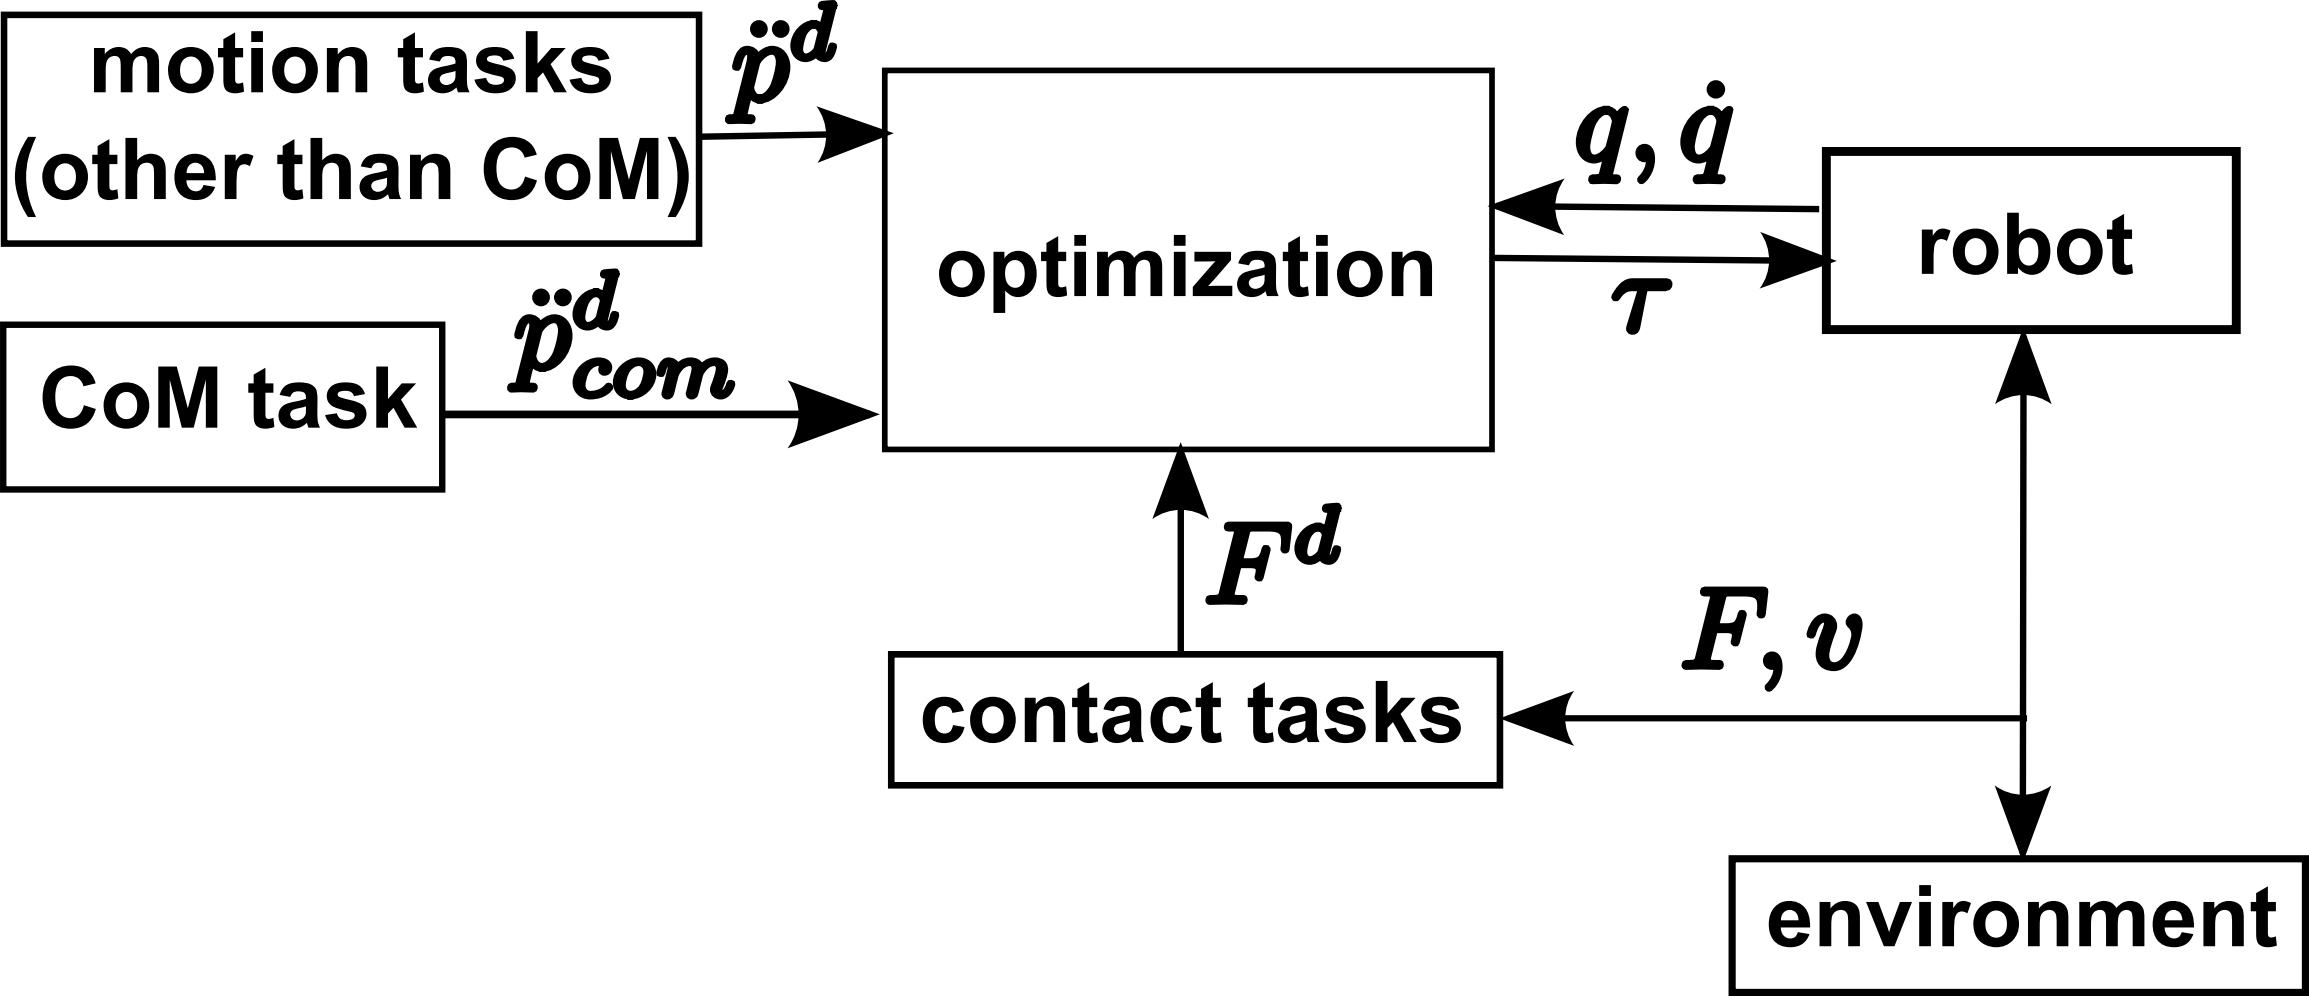 motion tasks
(other than CoM)
p̈^d
optimization
q, q̇
robot
τ
CoM task
p̈^d_com
F^d
F, v
contact tasks
environment